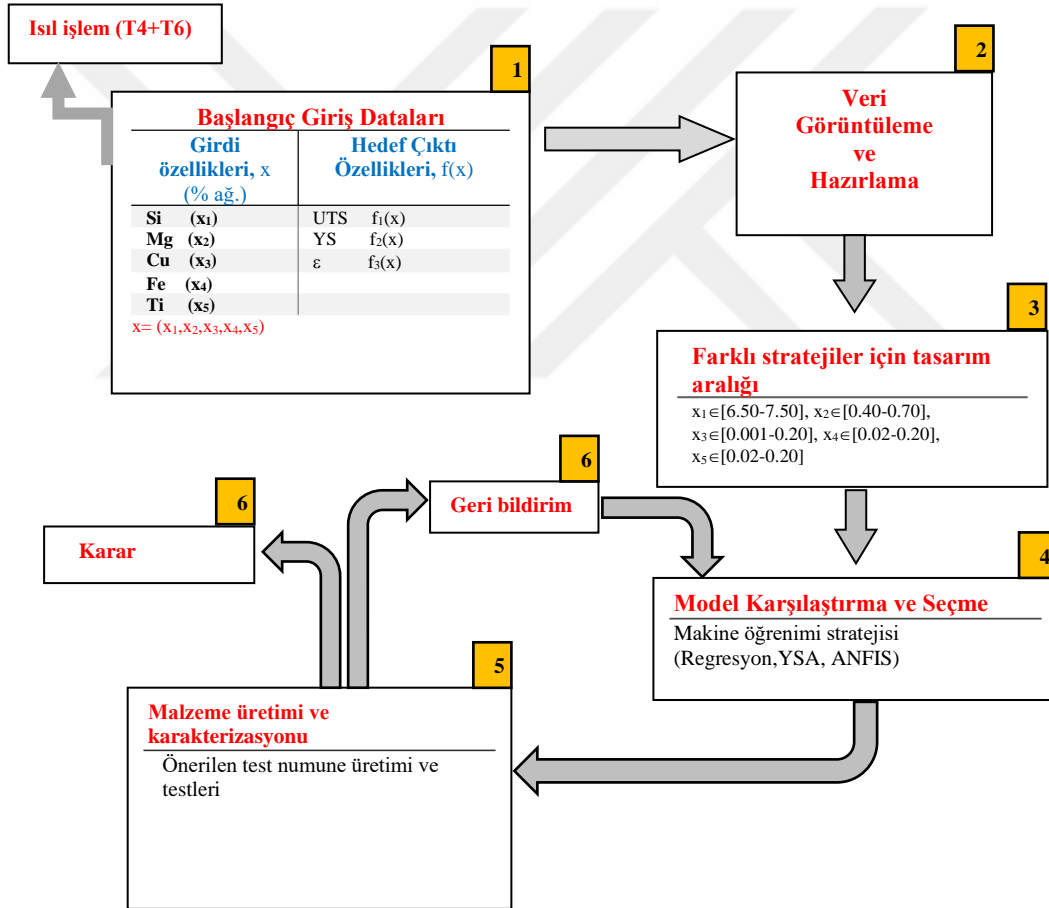 Isıl işlem (T4+T6)
1
Başlangıç Giriş Dataları
Girdi özellikleri, x (% ağ.)
Hedef Çıktı Özellikleri, f(x)
Si (x₁) UTS f₁(x)
Mg (x₂) YS f₂(x)
Cu (x₃) ε f₃(x)
Fe (x₄)
Ti (x₅)
x= (x₁,x₂,x₃,x₄,x₅)
2
Veri
Görüntüleme
ve
Hazırlama
3
Farklı stratejiler için tasarım
aralığı
x₁∈[6.50-7.50], x₂∈[0.40-0.70],
x₃∈[0.001-0.20], x₄∈[0.02-0.20],
x₅∈[0.02-0.20]
4
Model Karşılaştırma ve Seçme
Makine öğrenimi stratejisi
(Regresyon,YSA, ANFIS)
5
Malzeme üretimi ve
karakterizasyonu
Önerilen test numune üretimi ve
testleri
6
Geri bildirim
6
Karar